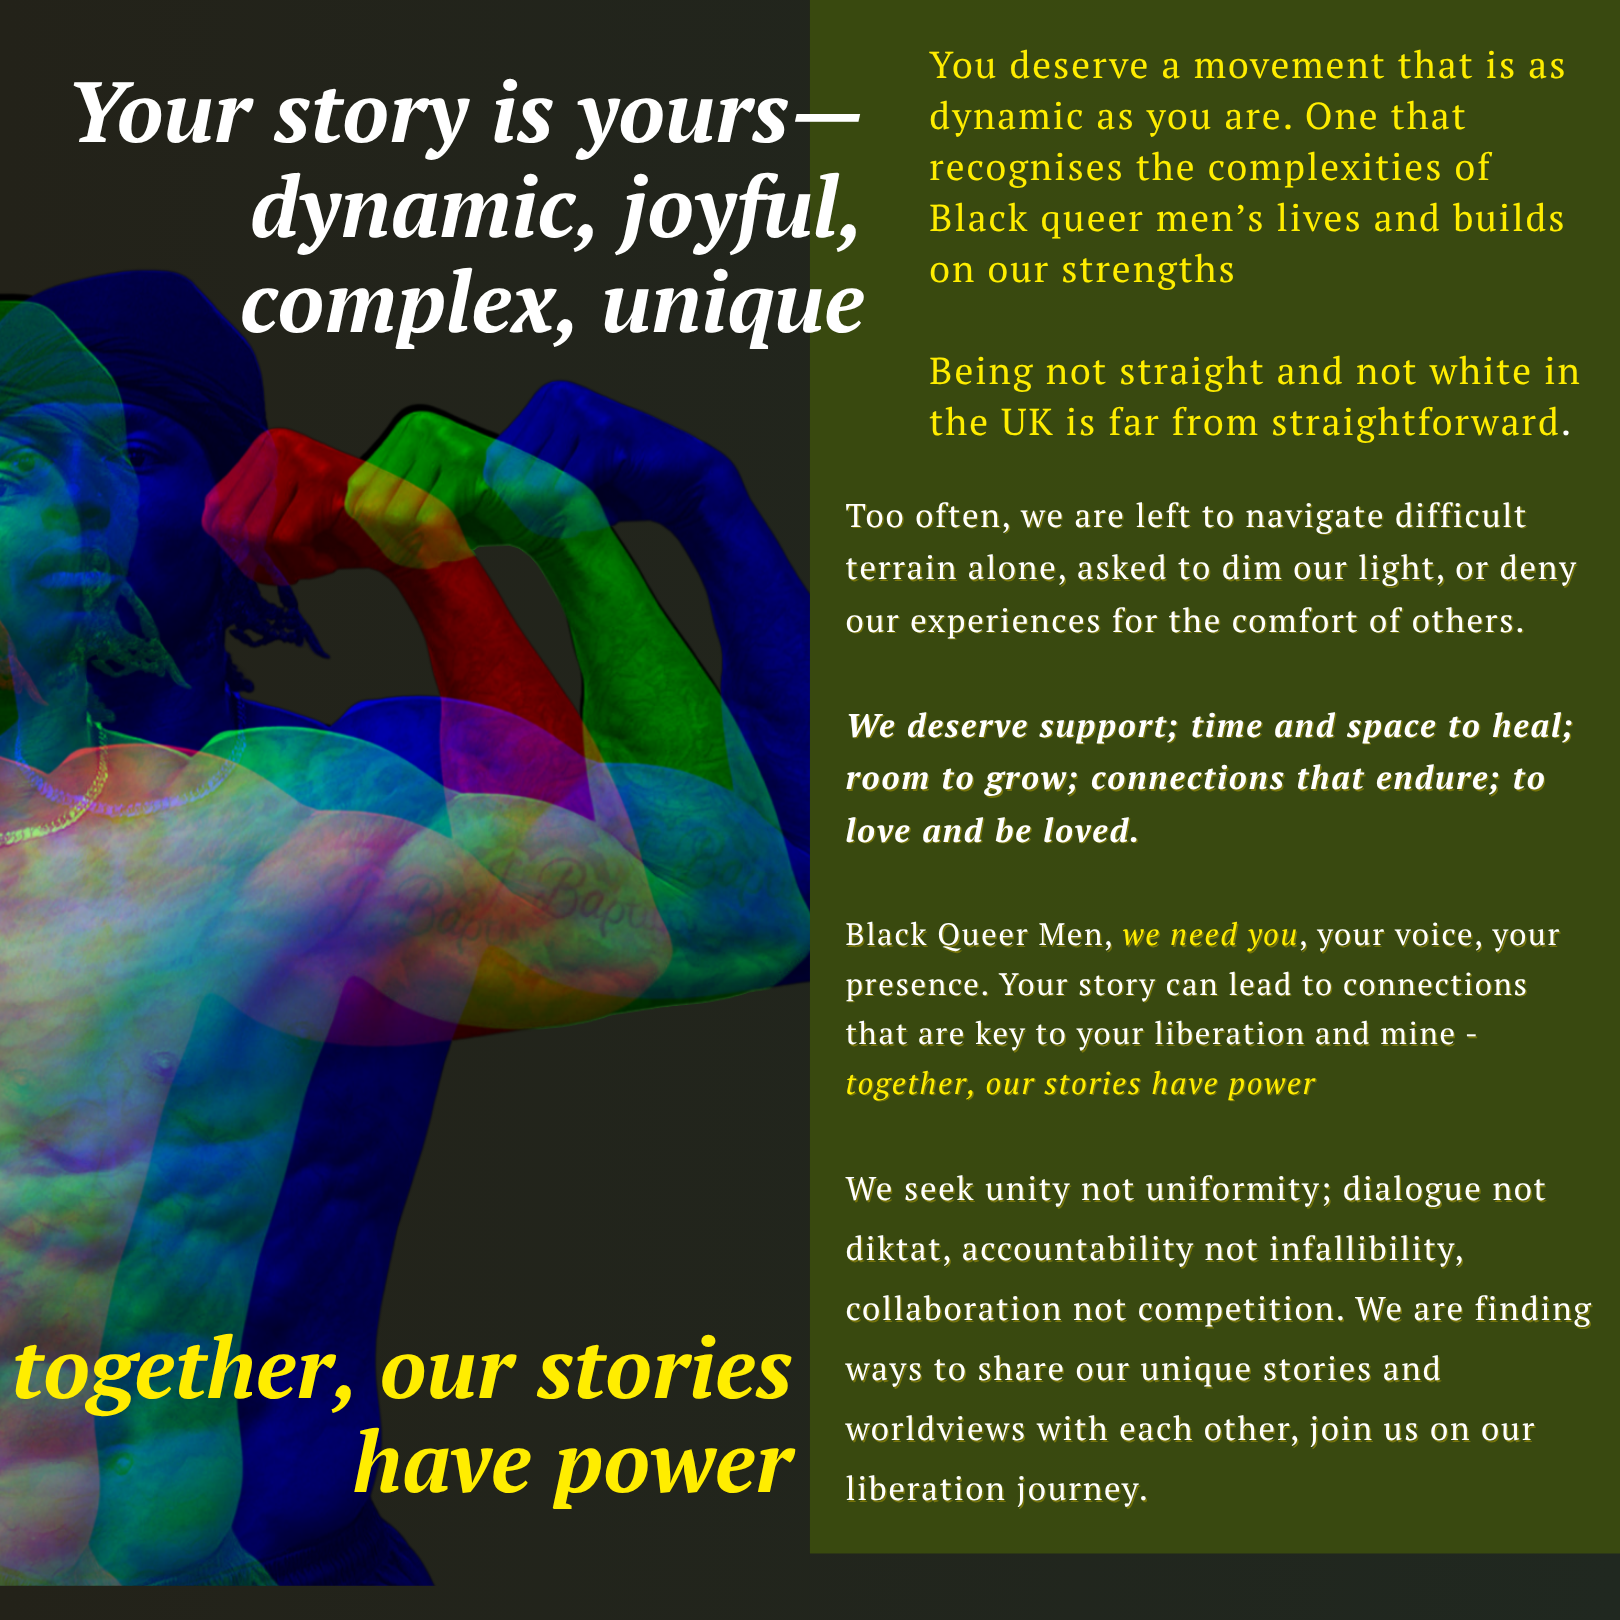 Your story is yours—
dynamic, joyful,
complex, unique
together, our stories
have power
You deserve a movement that is as
dynamic as you are. One that
recognises the complexities of
Black queer men’s lives and builds
on our strengths
Being not straight and not white in
the UK is far from straightforward.
Too often, we are left to navigate difficult
terrain alone, asked to dim our light, or deny
our experiences for the comfort of others.
We deserve support; time and space to heal;
room to grow; connections that endure; to
love and be loved.
Black Queer Men, we need you, your voice, your
presence. Your story can lead to connections
that are key to your liberation and mine -
together, our stories have power
We seek unity not uniformity; dialogue not
diktat, accountability not infallibility,
collaboration not competition. We are finding
ways to share our unique stories and
worldviews with each other, join us on our
liberation journey.